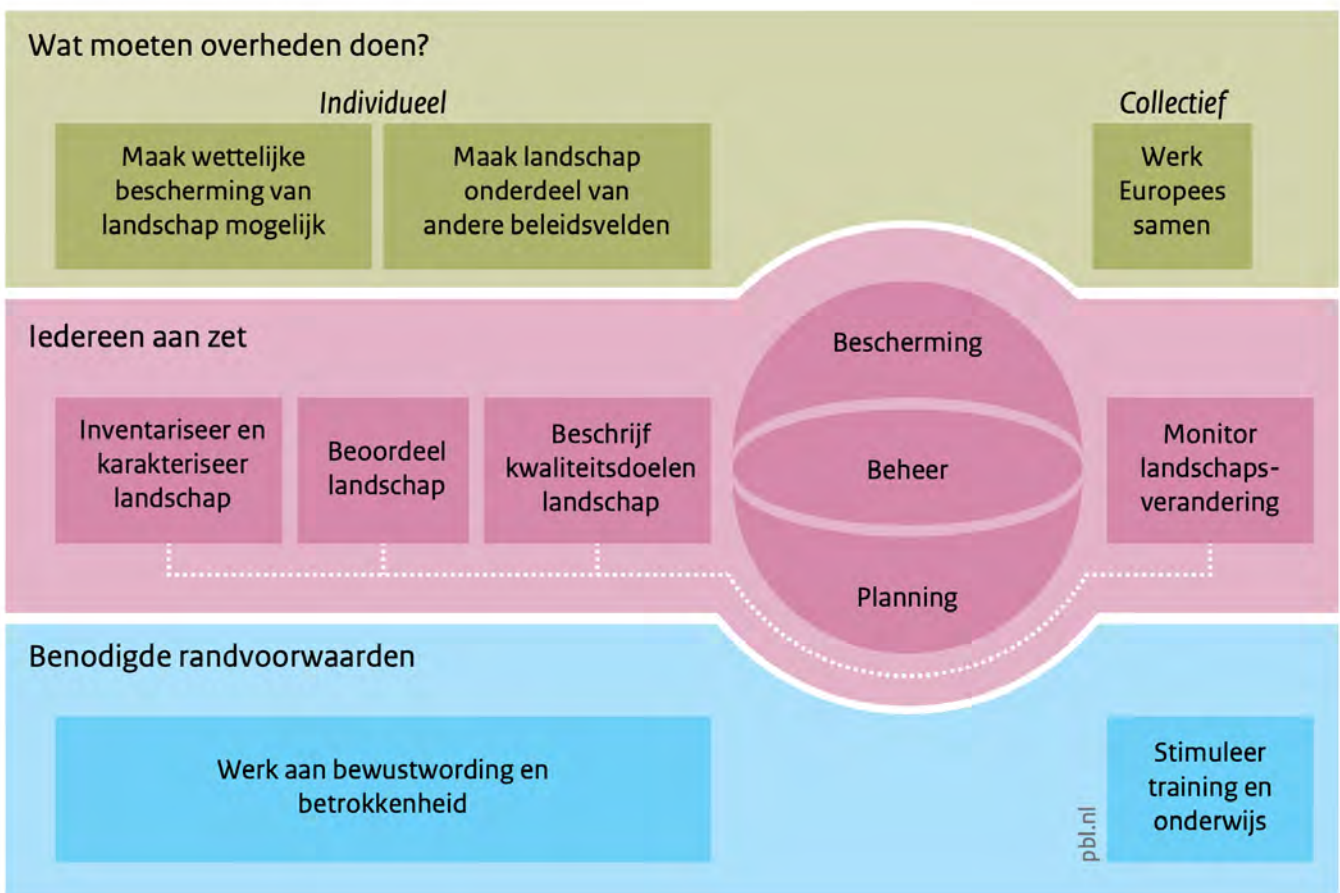 Wat moeten overheden doen?
Individueel
Collectief
Maak wettelijke
bescherming van
landschap mogelijk
Maak landschap
onderdeel van
andere beleidsvelden
Werk
Europees
samen
Iedereen aan zet
Inventariseer en
karakteriseer
landschap
Beoordeel
landschap
Beschrijf
kwaliteitsdoelen
landschap
Bescherming
Beheer
Planning
Monitor
landschaps-
verandering
Benodigde randvoorwaarden
Werk aan bewustwording en
betrokkenheid
pbl.nl
Stimuleer
training en
onderwijs